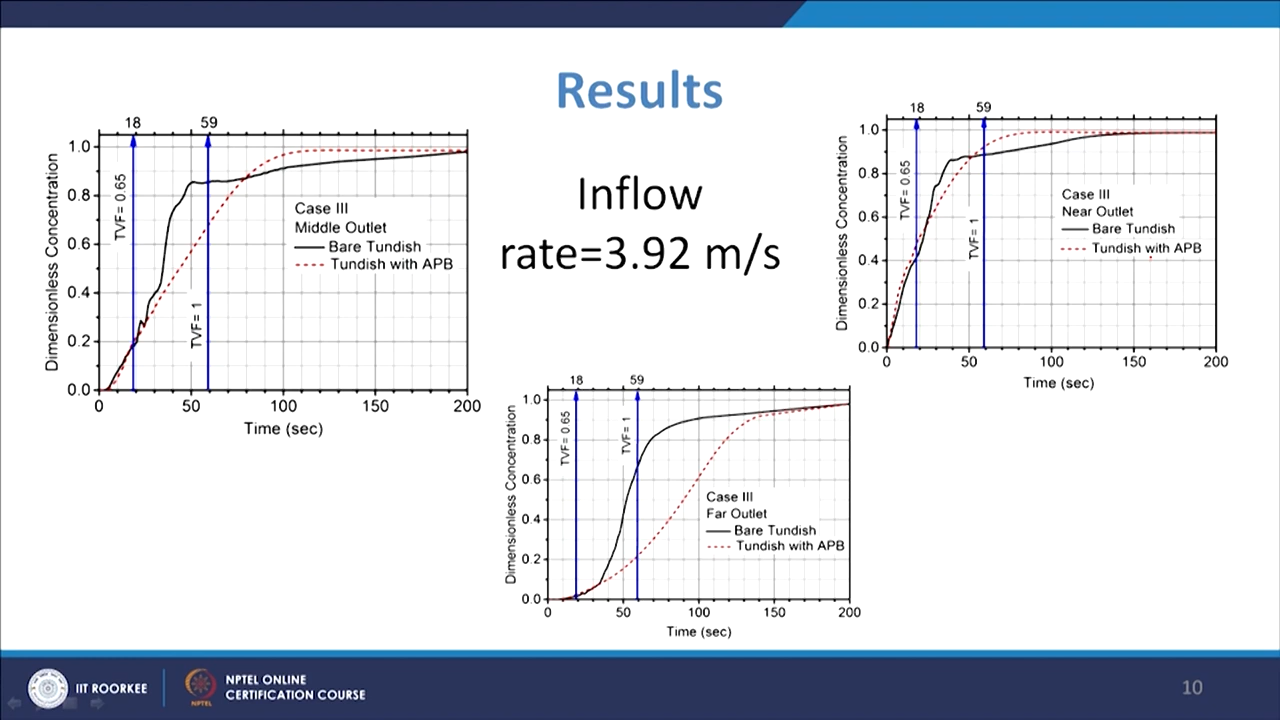 Results
Inflow
rate=3.92 m/s
18 59
1.0
0.8
0.6
0.4
0.2
0.0
Dimensionless Concentration
TVF= 0.65
TVF= 1
Case III
Middle Outlet
Bare Tundish
Tundish with APB
0 50 100 150 200
Time (sec)
18 59
1.0
0.8
0.6
0.4
0.2
0.0
Dimensionless Concentration
TVF= 0.65
TVF= 1
Case III
Near Outlet
Bare Tundish
Tundish with APB
0 50 100 150 200
Time (sec)
18 59
1.0
0.8
0.6
0.4
0.2
0.0
Dimensionless Concentration
TVF= 0.65
TVF= 1
Case III
Far Outlet
Bare Tundish
Tundish with APB
0 50 100 150 200
Time (sec)
IIT ROORKEE
NPTEL
NPTEL ONLINE
CERTIFICATION COURSE
10